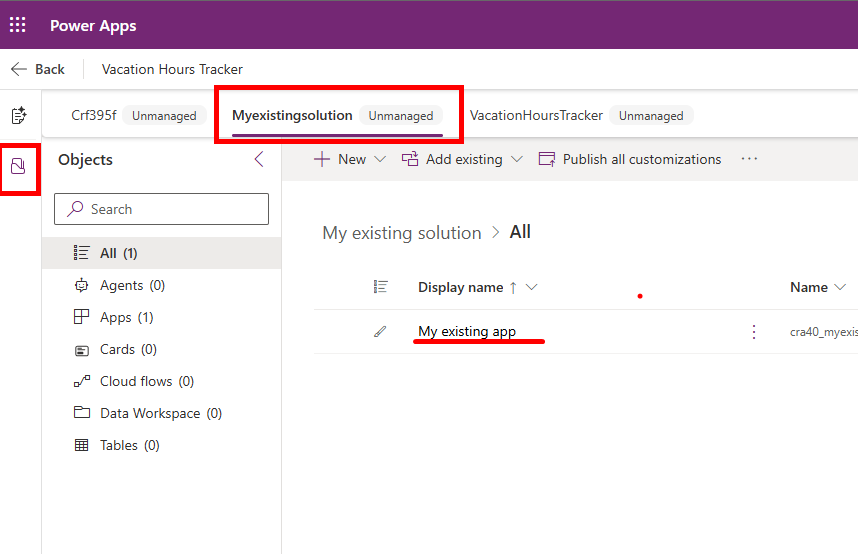 Power Apps
Back Vacation Hours Tracker
Crf395f Unmanaged Myexistingsolution Unmanaged VacationHoursTracker Unmanaged
Objects
New Add existing Publish all customizations ...
Search
My existing solution > All
All (1)
Agents (0)
Display name ↑ Name
Apps (1)
My existing app cra40_myexis
Cards (0)
Cloud flows (0)
Data Workspace (0)
Tables (0)